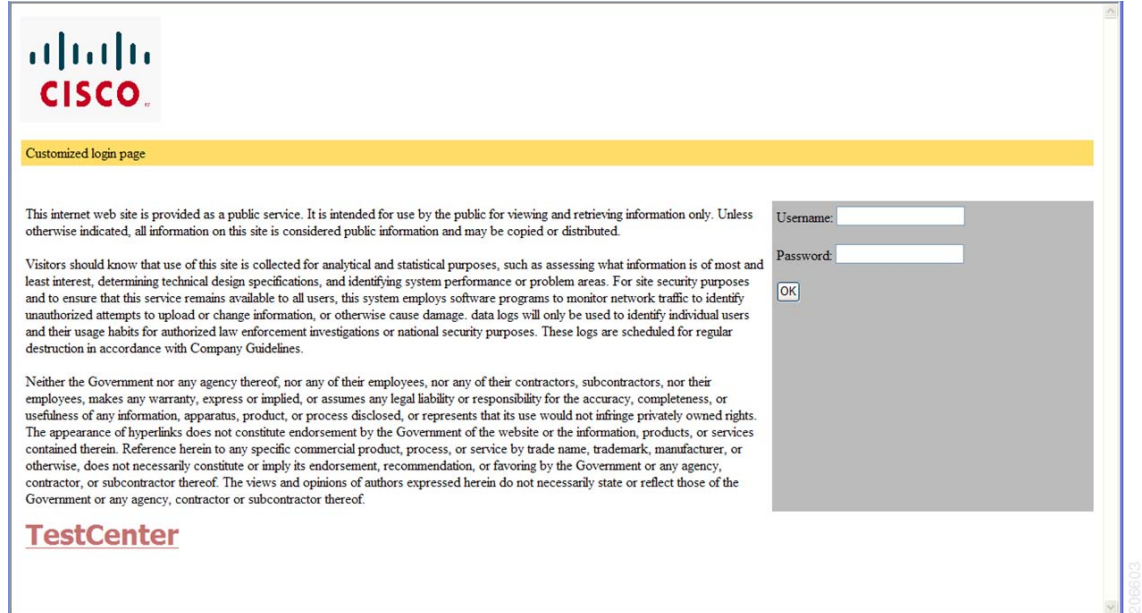 CISCO
Customized login page
This internet web site is provided as a public service. It is intended for use by the public for viewing and retrieving information only. Unless
otherwise indicated, all information on this site is considered public information and may be copied or distributed.
Visitors should know that use of this site is collected for analytical and statistical purposes, such as assessing what information is of most and
least interest, determining technical design specifications, and identifying system performance or problem areas. For site security purposes
and to ensure that this service remains available to all users, this system employs software programs to monitor network traffic to identify
unauthorized attempts to upload or change information, or otherwise cause damage. data logs will only be used to identify individual users
and their usage habits for authorized law enforcement investigations or national security purposes. These logs are scheduled for regular
destruction in accordance with Company Guidelines.
Neither the Government nor any agency thereof, nor any of their employees, nor any of their contractors, subcontractors, nor their
employees, makes any warranty, express or implied, or assumes any legal liability or responsibility for the accuracy, completeness, or
usefulness of any information, apparatus, product, or process disclosed, or represents that its use would not infringe privately owned rights.
The appearance of hyperlinks does not constitute endorsement by the Government of the website or the information, products, or services
contained therein. Reference herein to any specific commercial product, process, or service by trade name, trademark, manufacturer, or
otherwise, does not necessarily constitute or imply its endorsement, recommendation, or favoring by the Government or any agency,
contractor, or subcontractor thereof. The views and opinions of authors expressed herein do not necessarily state or reflect those of the
Government or any agency, contractor or subcontractor thereof.
TestCenter
Username:
Password:
OK
206603